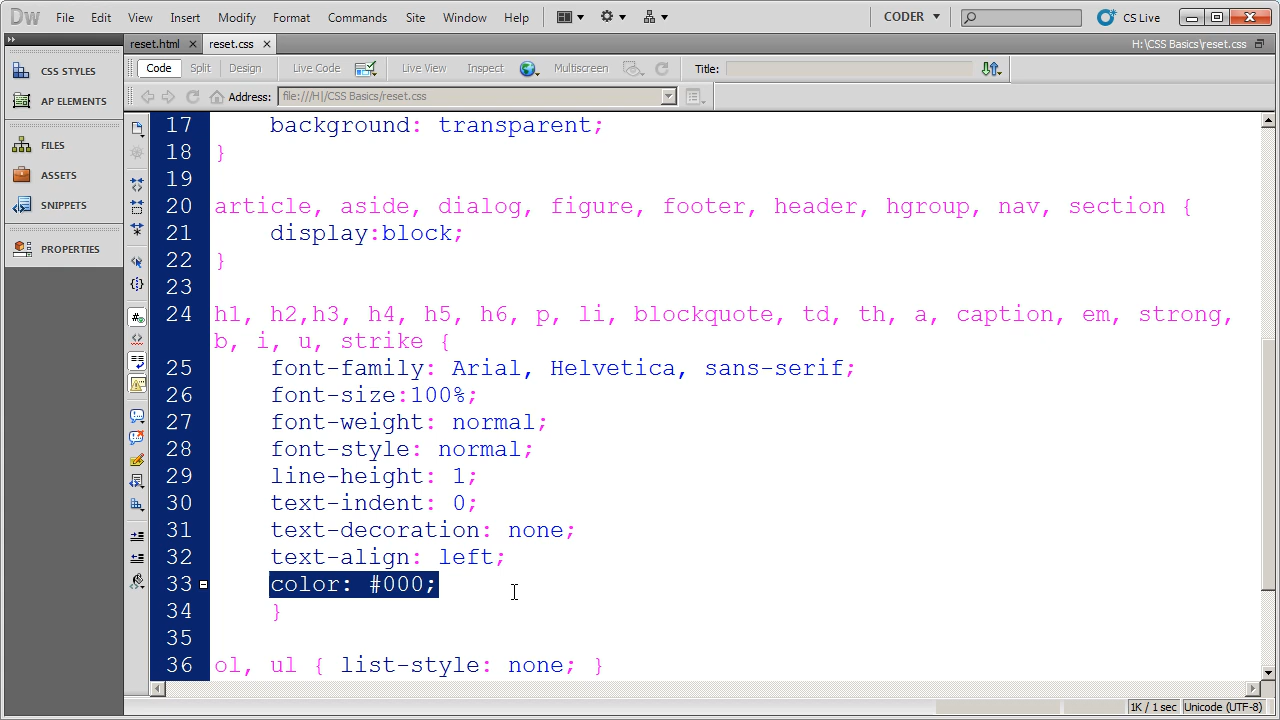 Dw File Edit View Insert Modify Format Commands Site Window Help CODER CS Live
reset.html × reset.css × H:\CSS Basics\reset.css
Code Split Design Live Code Live View Inspect Multiscreen Title:
Address: file:///H|/CSS Basics/reset.css
CSS STYLES
AP ELEMENTS
FILES
ASSETS
SNIPPETS
PROPERTIES
17 background: transparent;
18 }
19
20 article, aside, dialog, figure, footer, header, hgroup, nav, section {
21 display:block;
22 }
23
24 h1, h2,h3, h4, h5, h6, p, li, blockquote, td, th, a, caption, em, strong,
b, i, u, strike {
25 font-family: Arial, Helvetica, sans-serif;
26 font-size:100%;
27 font-weight: normal;
28 font-style: normal;
29 line-height: 1;
30 text-indent: 0;
31 text-decoration: none;
32 text-align: left;
33 color: #000;
34 }
35
36 ol, ul { list-style: none; }
1K / 1 sec Unicode (UTF-8)